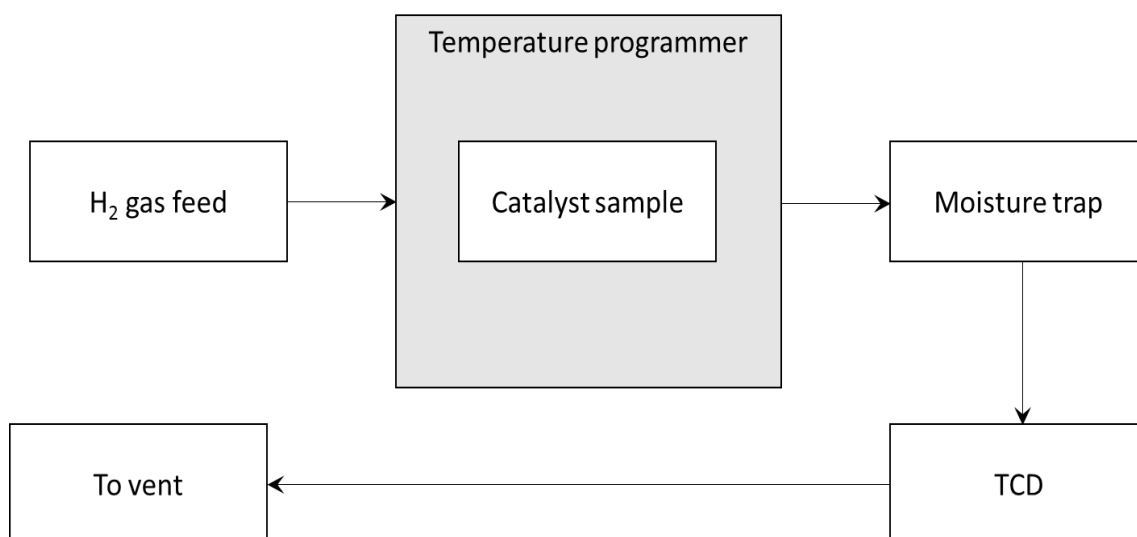 Temperature programmer
H₂ gas feed
Catalyst sample
Moisture trap
To vent
TCD